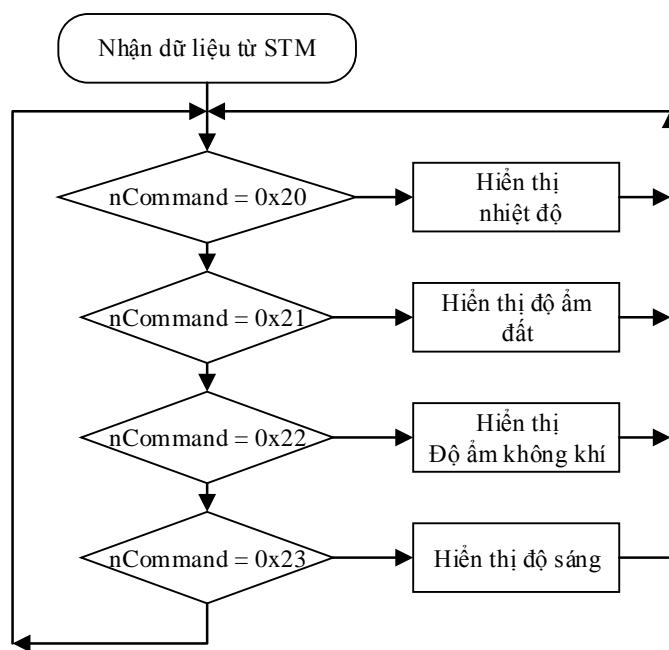 Nhận dữ liệu từ STM
nCommand = 0x20
Hiển thị
nhiệt độ
nCommand = 0x21
Hiển thị độ ẩm
đất
nCommand = 0x22
Hiển thị
Độ ẩm không khí
nCommand = 0x23
Hiển thị độ sáng